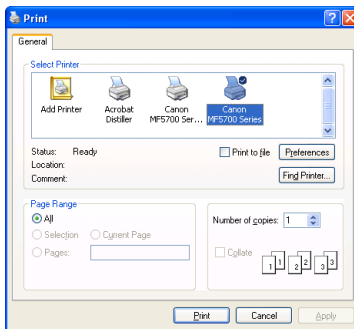 Print
General
Select Printer
Add Printer
Acrobat Distiller
Canon MF5700 Ser...
Canon MF5700 Series
Status: Ready
Location:
Comment:
Print to file
Preferences
Find Printer...
Page Range
All
Selection
Current Page
Pages:
Number of copies: 1
Collate
1 1 2 2 3 3
Print
Cancel
Apply